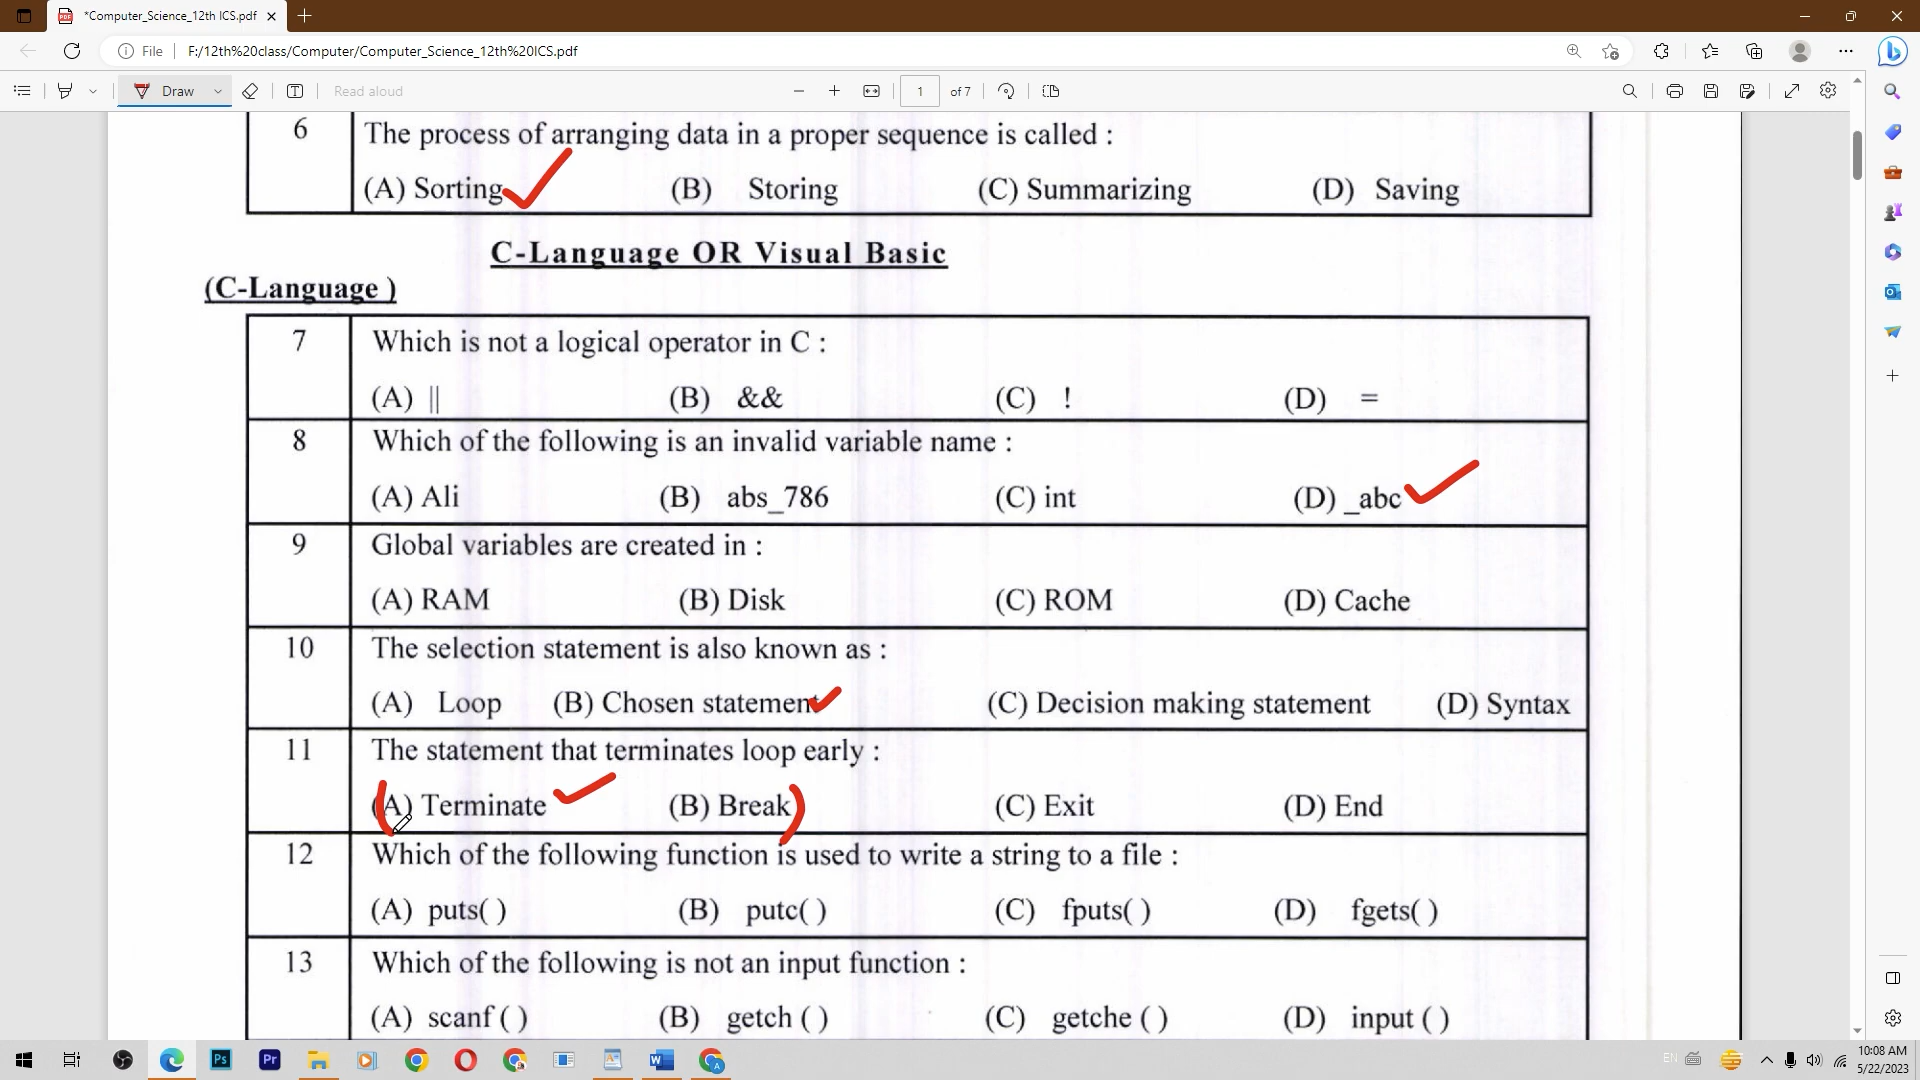 *Computer_Science_12th ICS.pdf
File
F:/12th%20class/Computer/Computer_Science_12th%20ICS.pdf
Draw
Read aloud
1
of 7
6
The process of arranging data in a proper sequence is called :
(A) Sorting (B) Storing (C) Summarizing (D) Saving
C-Language OR Visual Basic
(C-Language )
7
Which is not a logical operator in C :
(A) || (B) && (C) ! (D) =
8
Which of the following is an invalid variable name :
(A) Ali (B) abs_786 (C) int (D) _abc
9
Global variables are created in :
(A) RAM (B) Disk (C) ROM (D) Cache
10
The selection statement is also known as :
(A) Loop (B) Chosen statement (C) Decision making statement (D) Syntax
11
The statement that terminates loop early :
(A) Terminate (B) Break (C) Exit (D) End
12
Which of the following function is used to write a string to a file :
(A) puts( ) (B) putc( ) (C) fputs( ) (D) fgets( )
13
Which of the following is not an input function :
(A) scanf ( ) (B) getch ( ) (C) getche ( ) (D) input ( )
Ps
Pr
EN
10:08 AM
5/22/2023